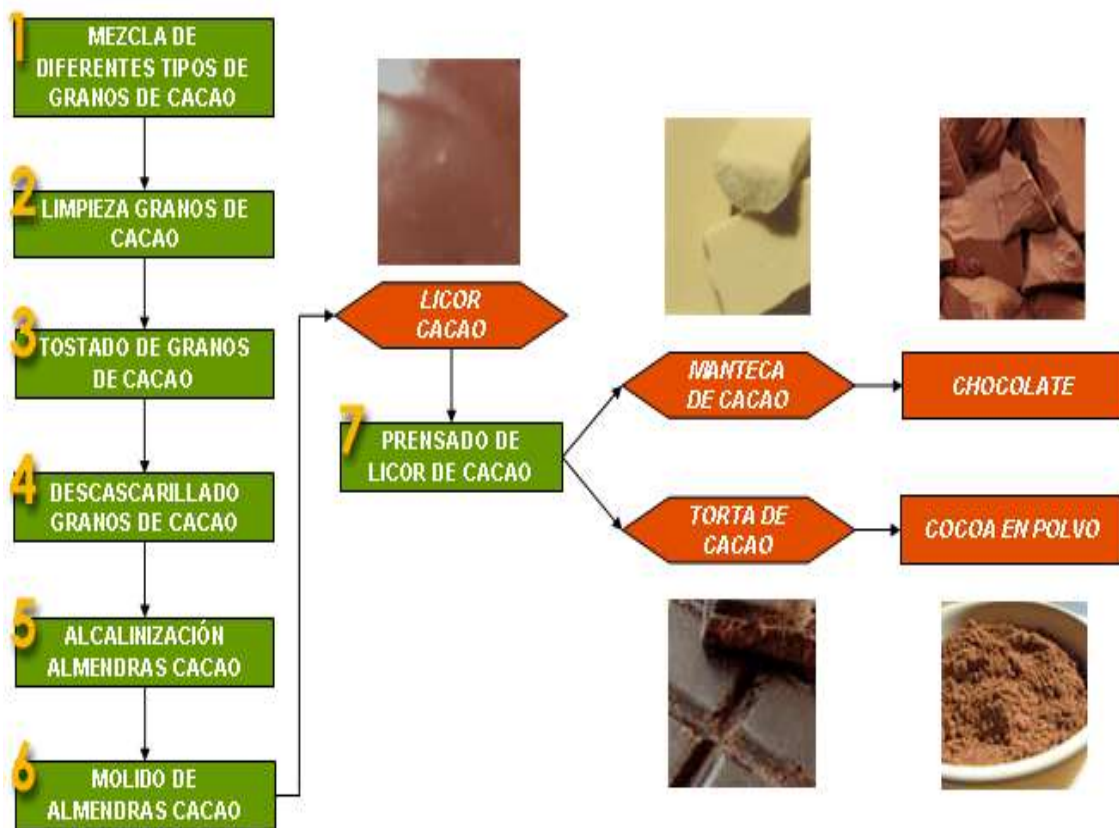 1
MEZCLA DE
DIFERENTES TIPOS DE
GRANOS DE CACAO
2
LIMPIEZA GRANOS DE
CACAO
3
TOSTADO DE GRANOS
DE CACAO
4
DESCASCARILLADO
GRANOS DE CACAO
5
ALCALINIZACIÓN
ALMENDRAS CACAO
6
MOLIDO DE
ALMENDRAS CACAO
LICOR
CACAO
7
PRENSADO DE
LICOR DE CACAO
MANTECA
DE CACAO
CHOCOLATE
TORTA DE
CACAO
COCOA EN POLVO